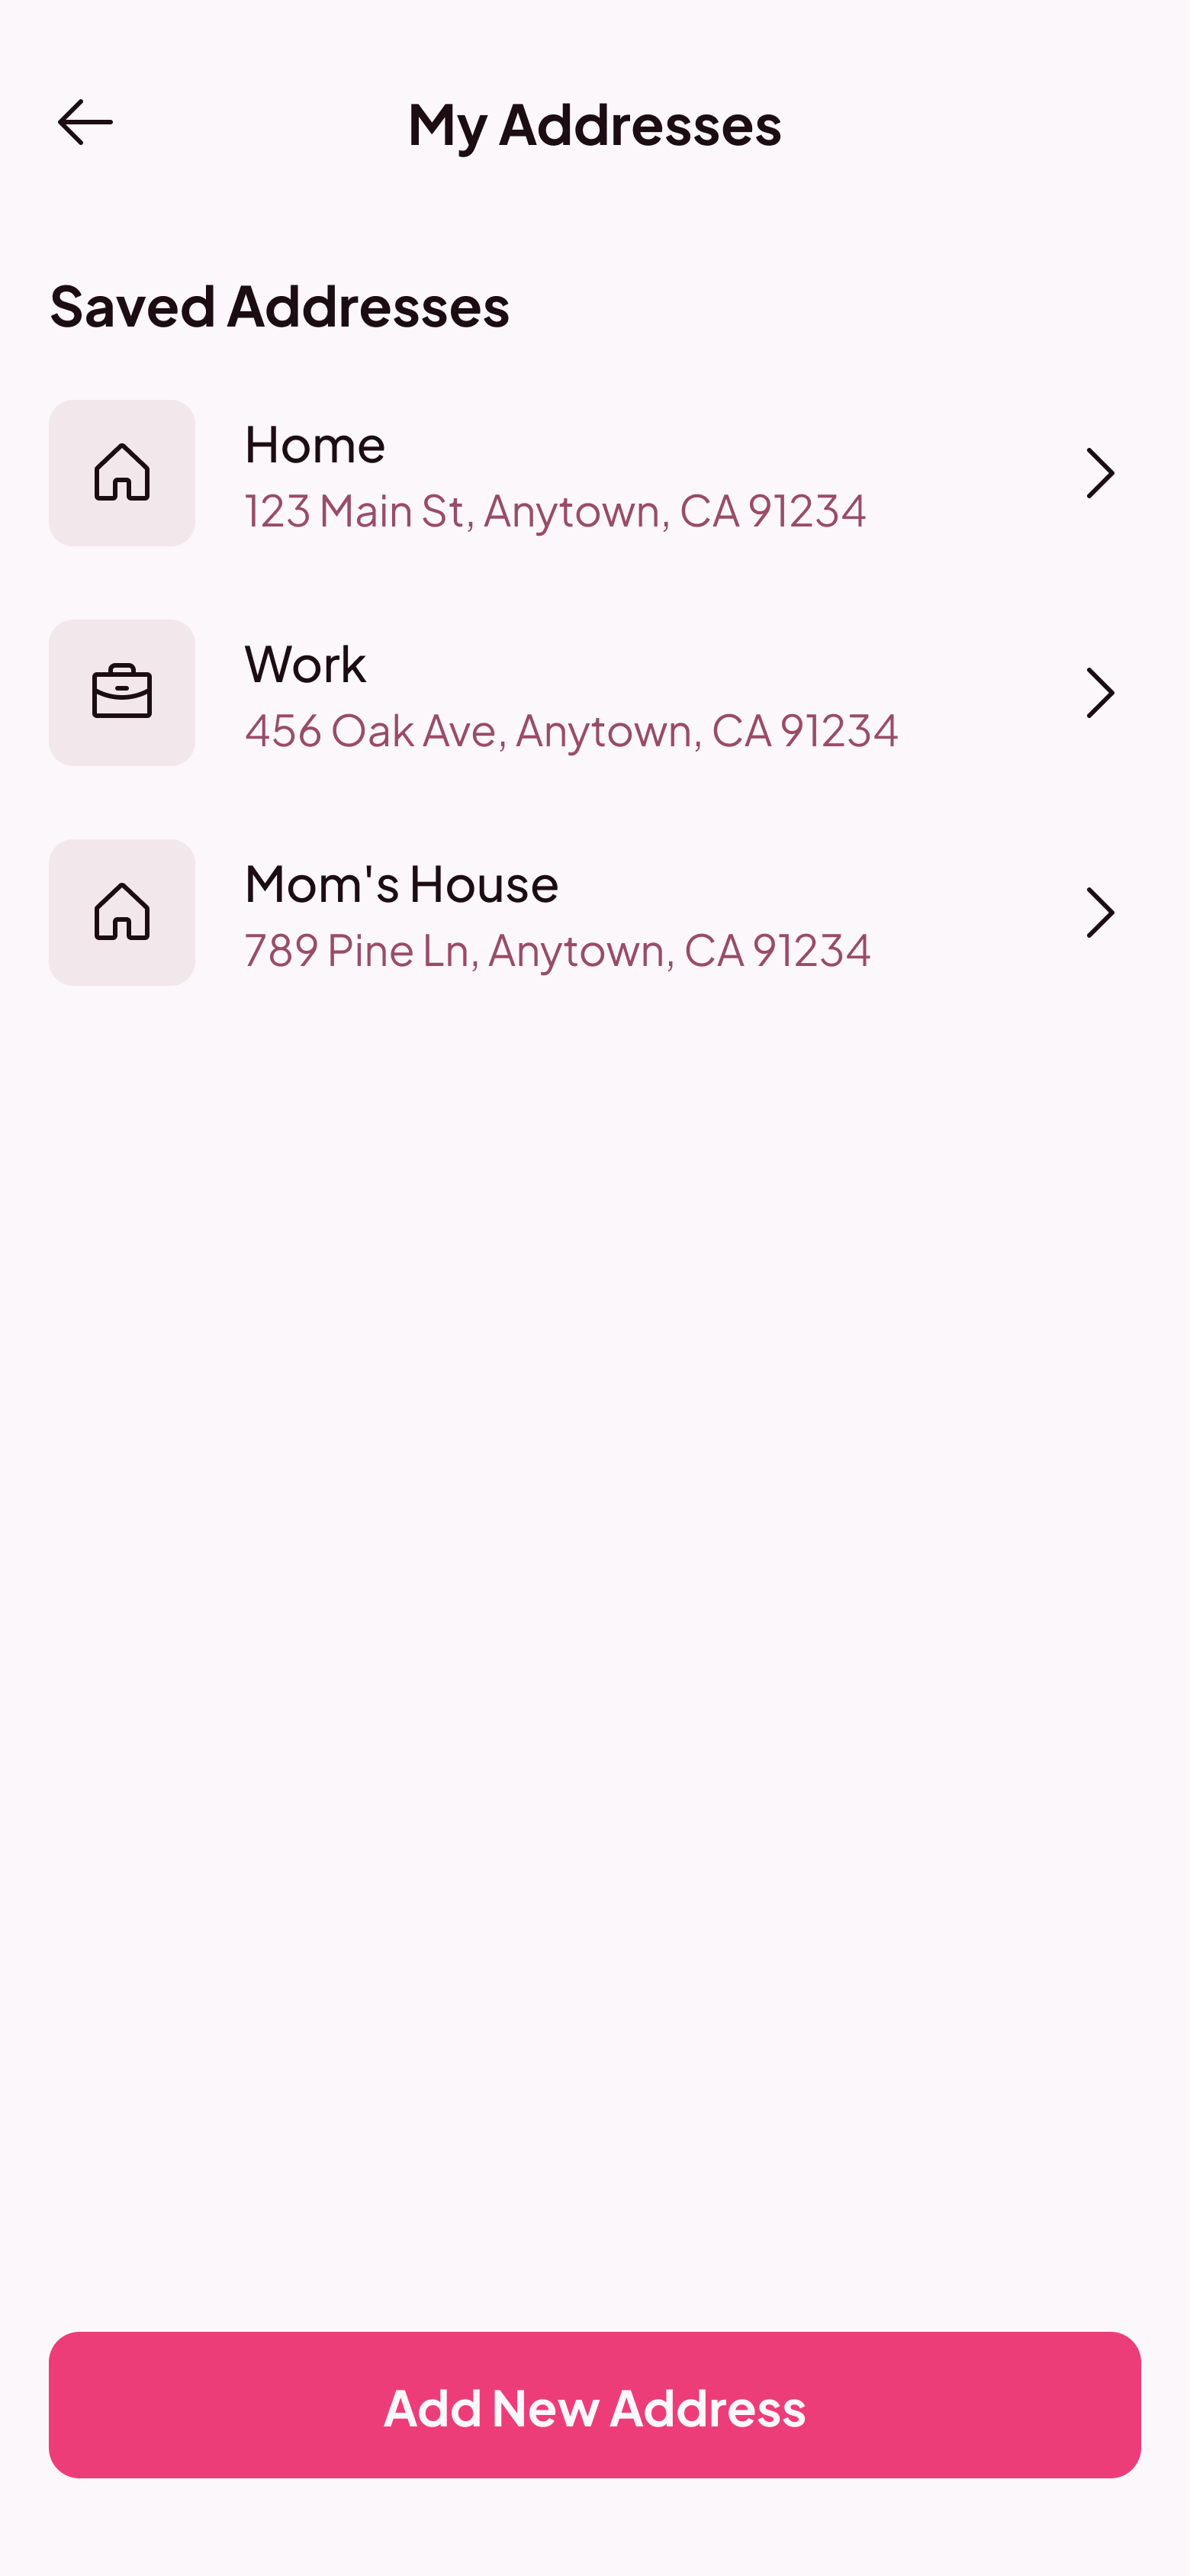 My Addresses
Saved Addresses
Home
123 Main St, Anytown, CA 91234
Work
456 Oak Ave, Anytown, CA 91234
Mom's House
789 Pine Ln, Anytown, CA 91234
Add New Address